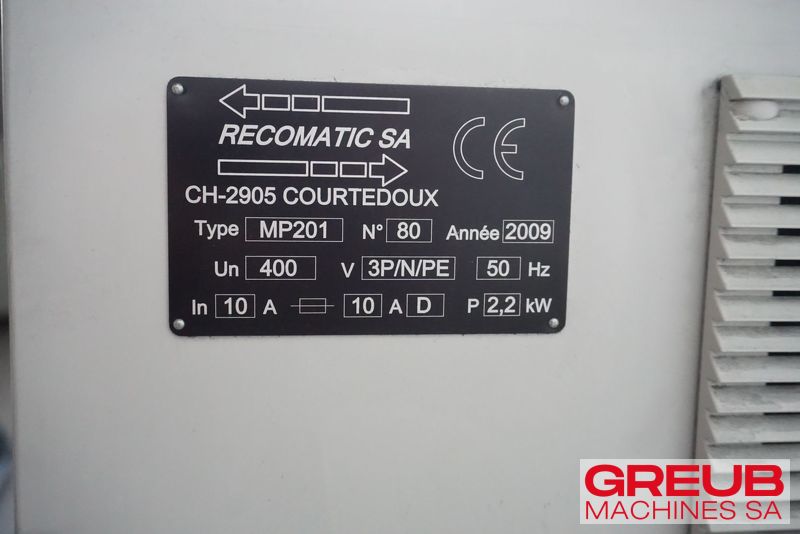 RECOMATIC SA
CE
CH-2905 COURTEDOUX
Type MP201 N° 80 Année 2009
Un 400 V 3P/N/PE 50 Hz
In 10 A 10 A D P 2,2 kW
GREUB
MACHINES SA